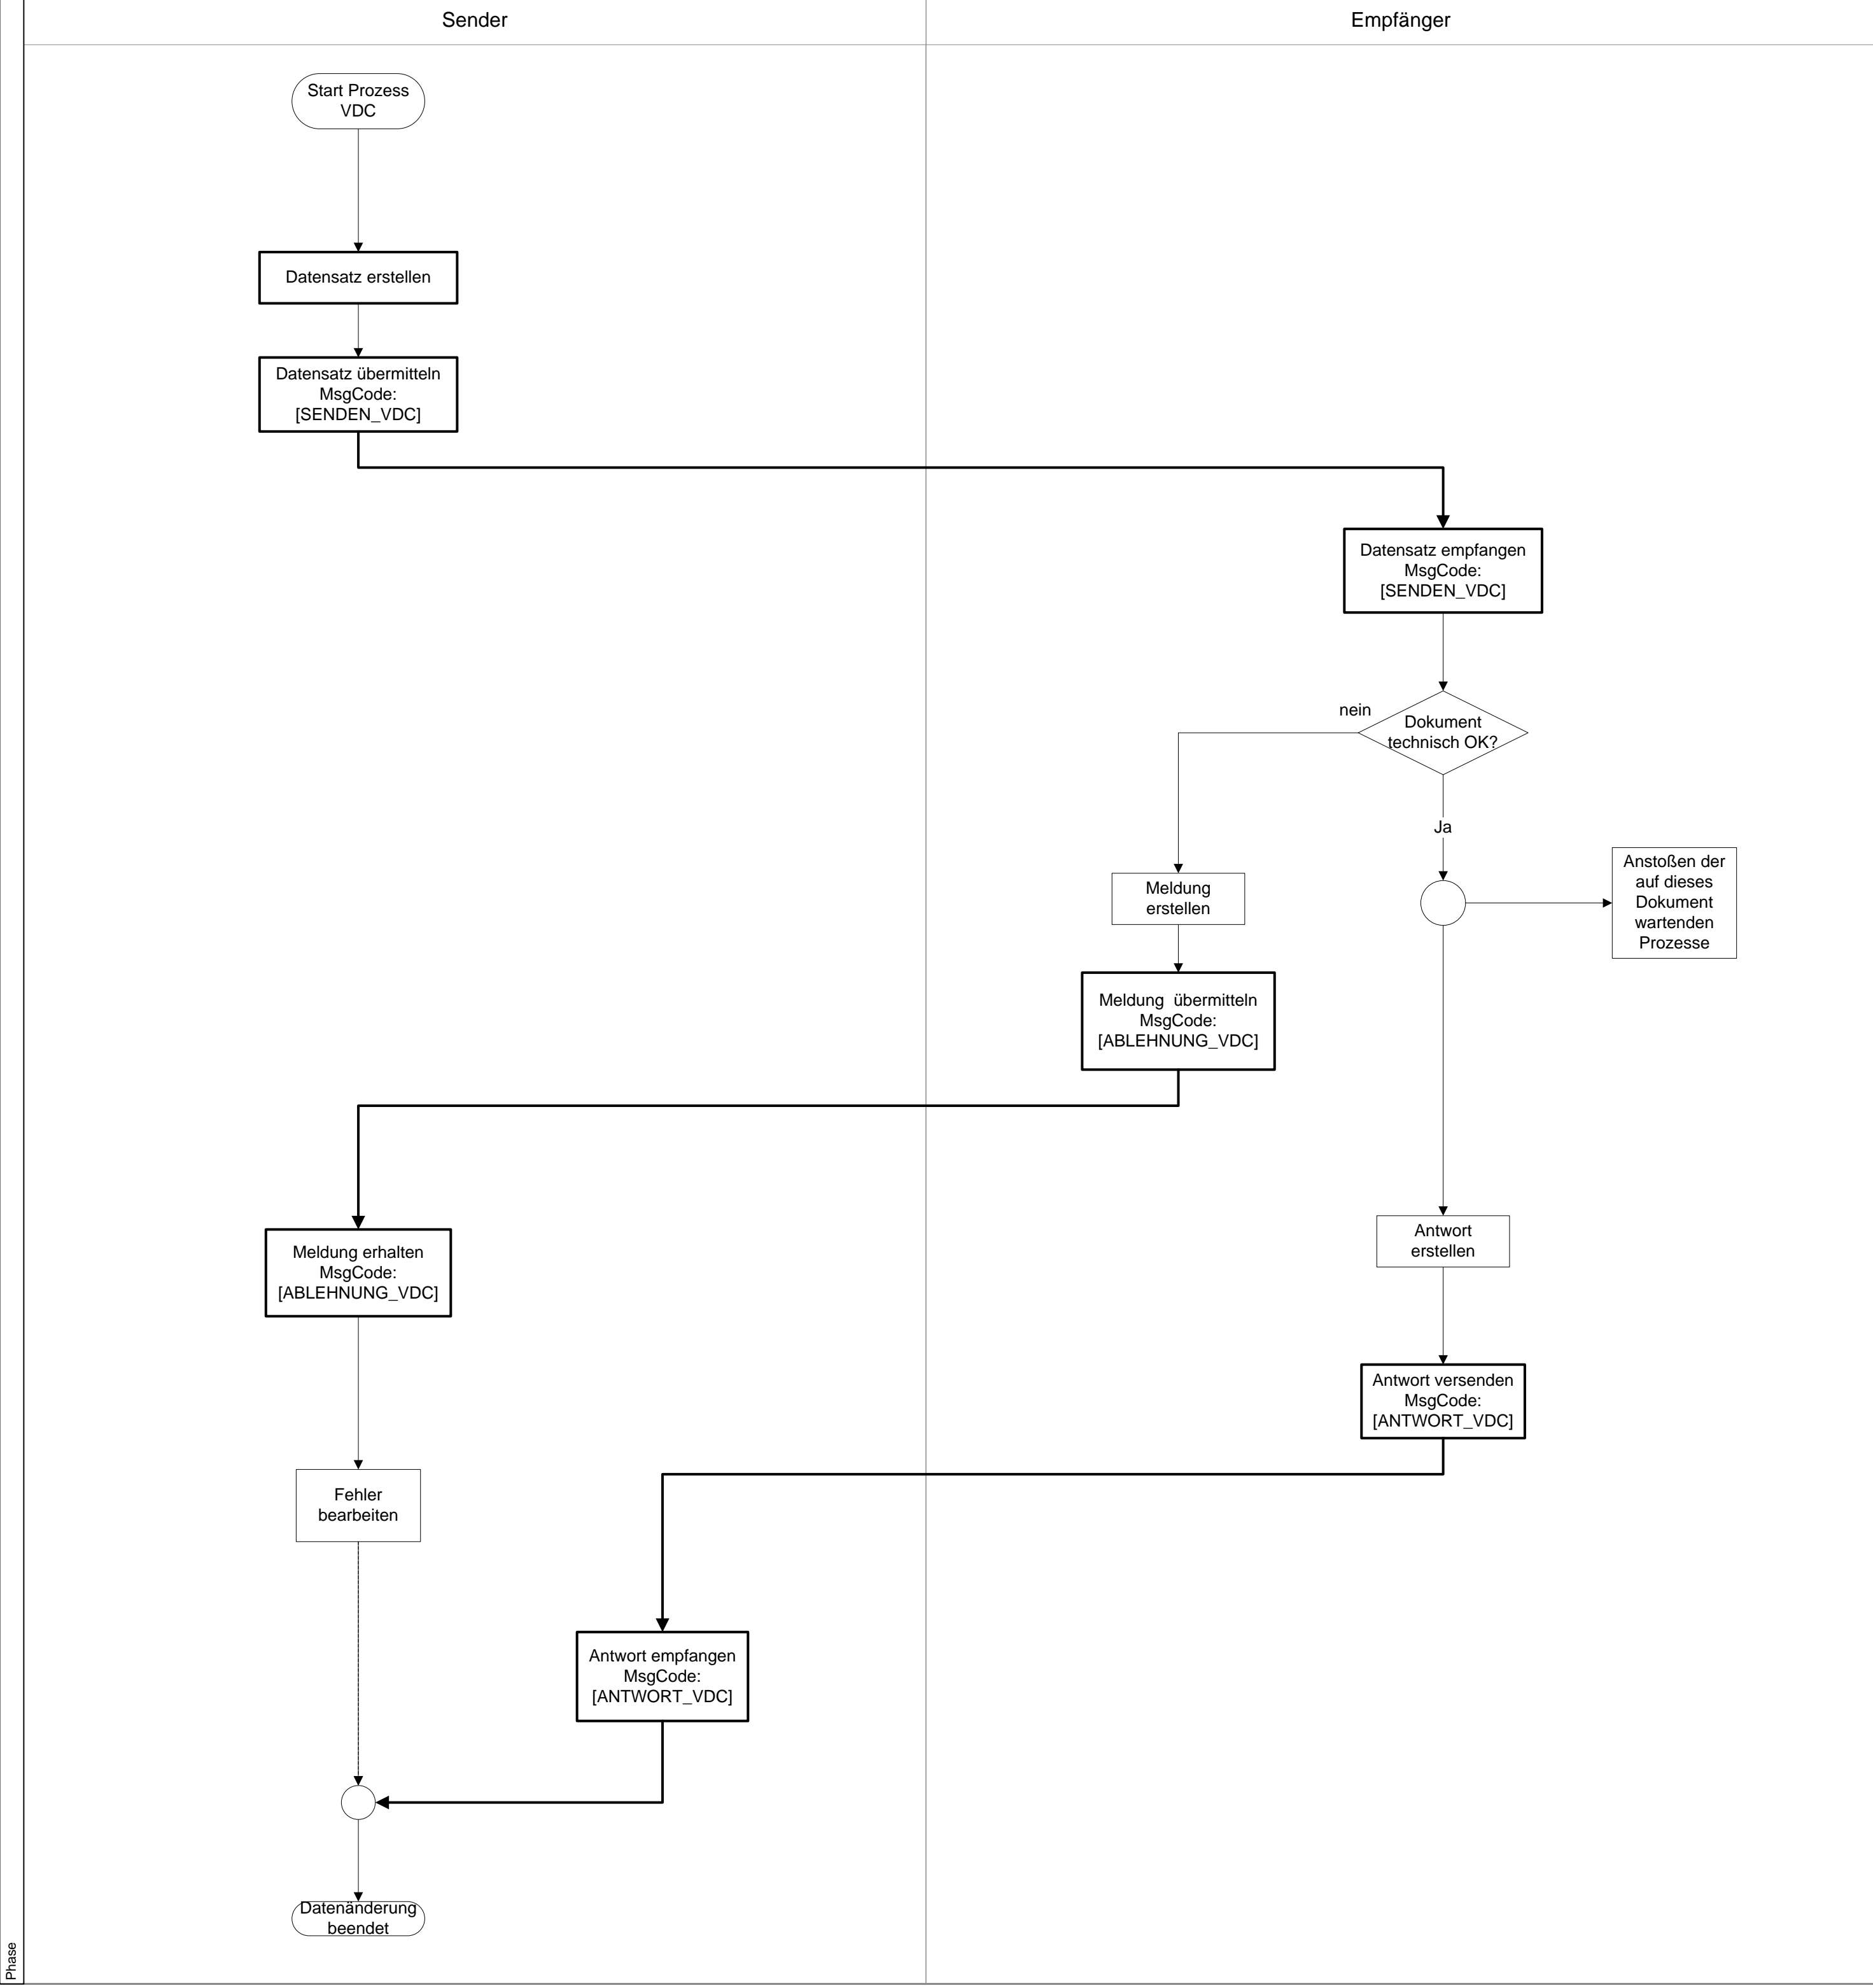 Sender
Empfänger
Start Prozess
VDC
Datensatz erstellen
Datensatz übermitteln
MsgCode:
[SENDEN_VDC]
Datensatz empfangen
MsgCode:
[SENDEN_VDC]
nein
Dokument
technisch OK?
Ja
Anstoßen der
auf dieses
Dokument
wartenden
Prozesse
Meldung
erstellen
Meldung übermitteln
MsgCode:
[ABLEHNUNG_VDC]
Meldung erhalten
MsgCode:
[ABLEHNUNG_VDC]
Antwort
erstellen
Antwort versenden
MsgCode:
[ANTWORT_VDC]
Fehler
bearbeiten
Antwort empfangen
MsgCode:
[ANTWORT_VDC]
Datenänderung
beendet
Phase